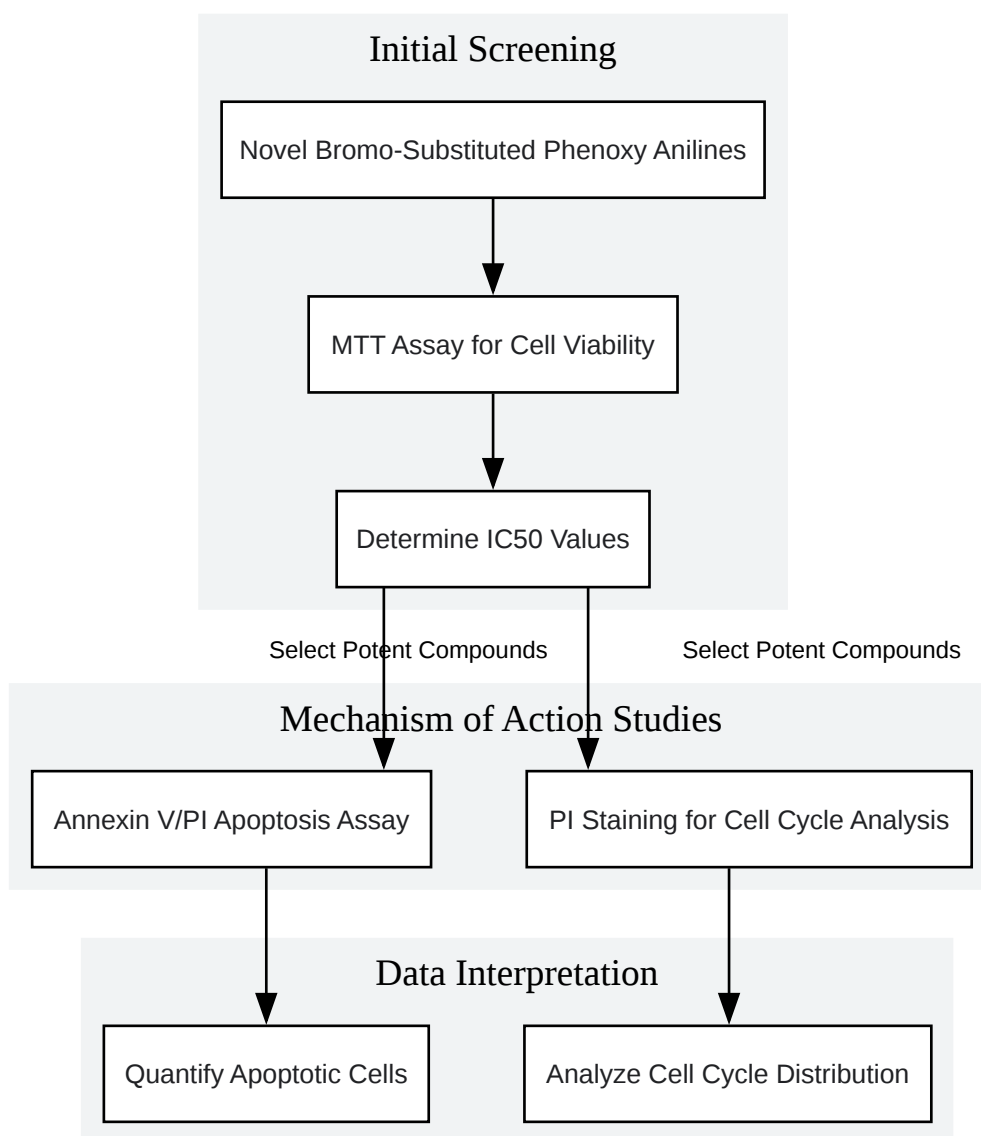 Initial Screening
Novel Bromo-Substituted Phenoxy Anilines
MTT Assay for Cell Viability
Determine IC50 Values
Select Potent Compounds
Select Potent Compounds
Mechanism of Action Studies
Annexin V/PI Apoptosis Assay
PI Staining for Cell Cycle Analysis
Data Interpretation
Quantify Apoptotic Cells
Analyze Cell Cycle Distribution